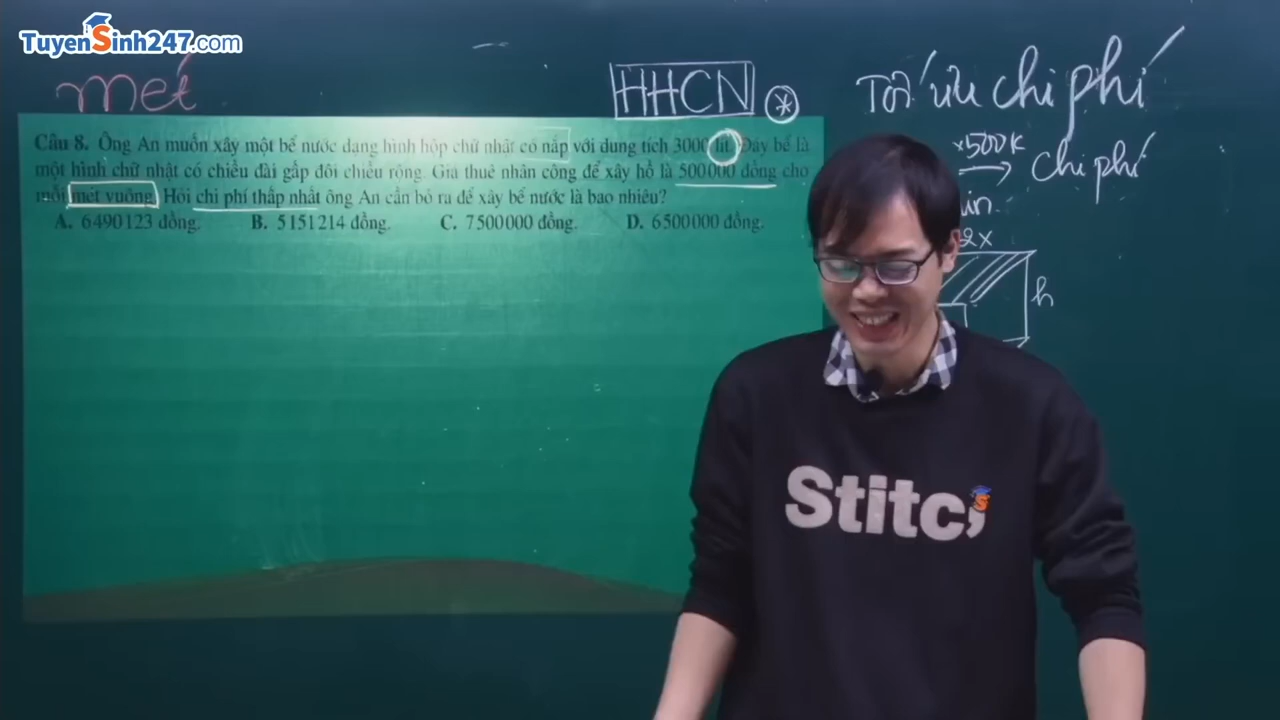 TuyenSinh247.com
mét
HHCN *
Tối ưu chi phí
Câu 8. Ông An muốn xây một bể nước dạng hình hộp chữ nhật có nắp với dung tích 3000 lít. Đáy bể là
một hình chữ nhật có chiều dài gấp đôi chiều rộng. Giá thuê nhân công để xây hồ là 500000 đồng cho
mỗi mét vuông. Hỏi chi phí thấp nhất ông An cần bỏ ra để xây bể nước là bao nhiêu?
A. 6490123 đồng. B. 5151214 đồng. C. 7500000 đồng. D. 6500000 đồng.
x500K
chi phí
2x
h
Stitc